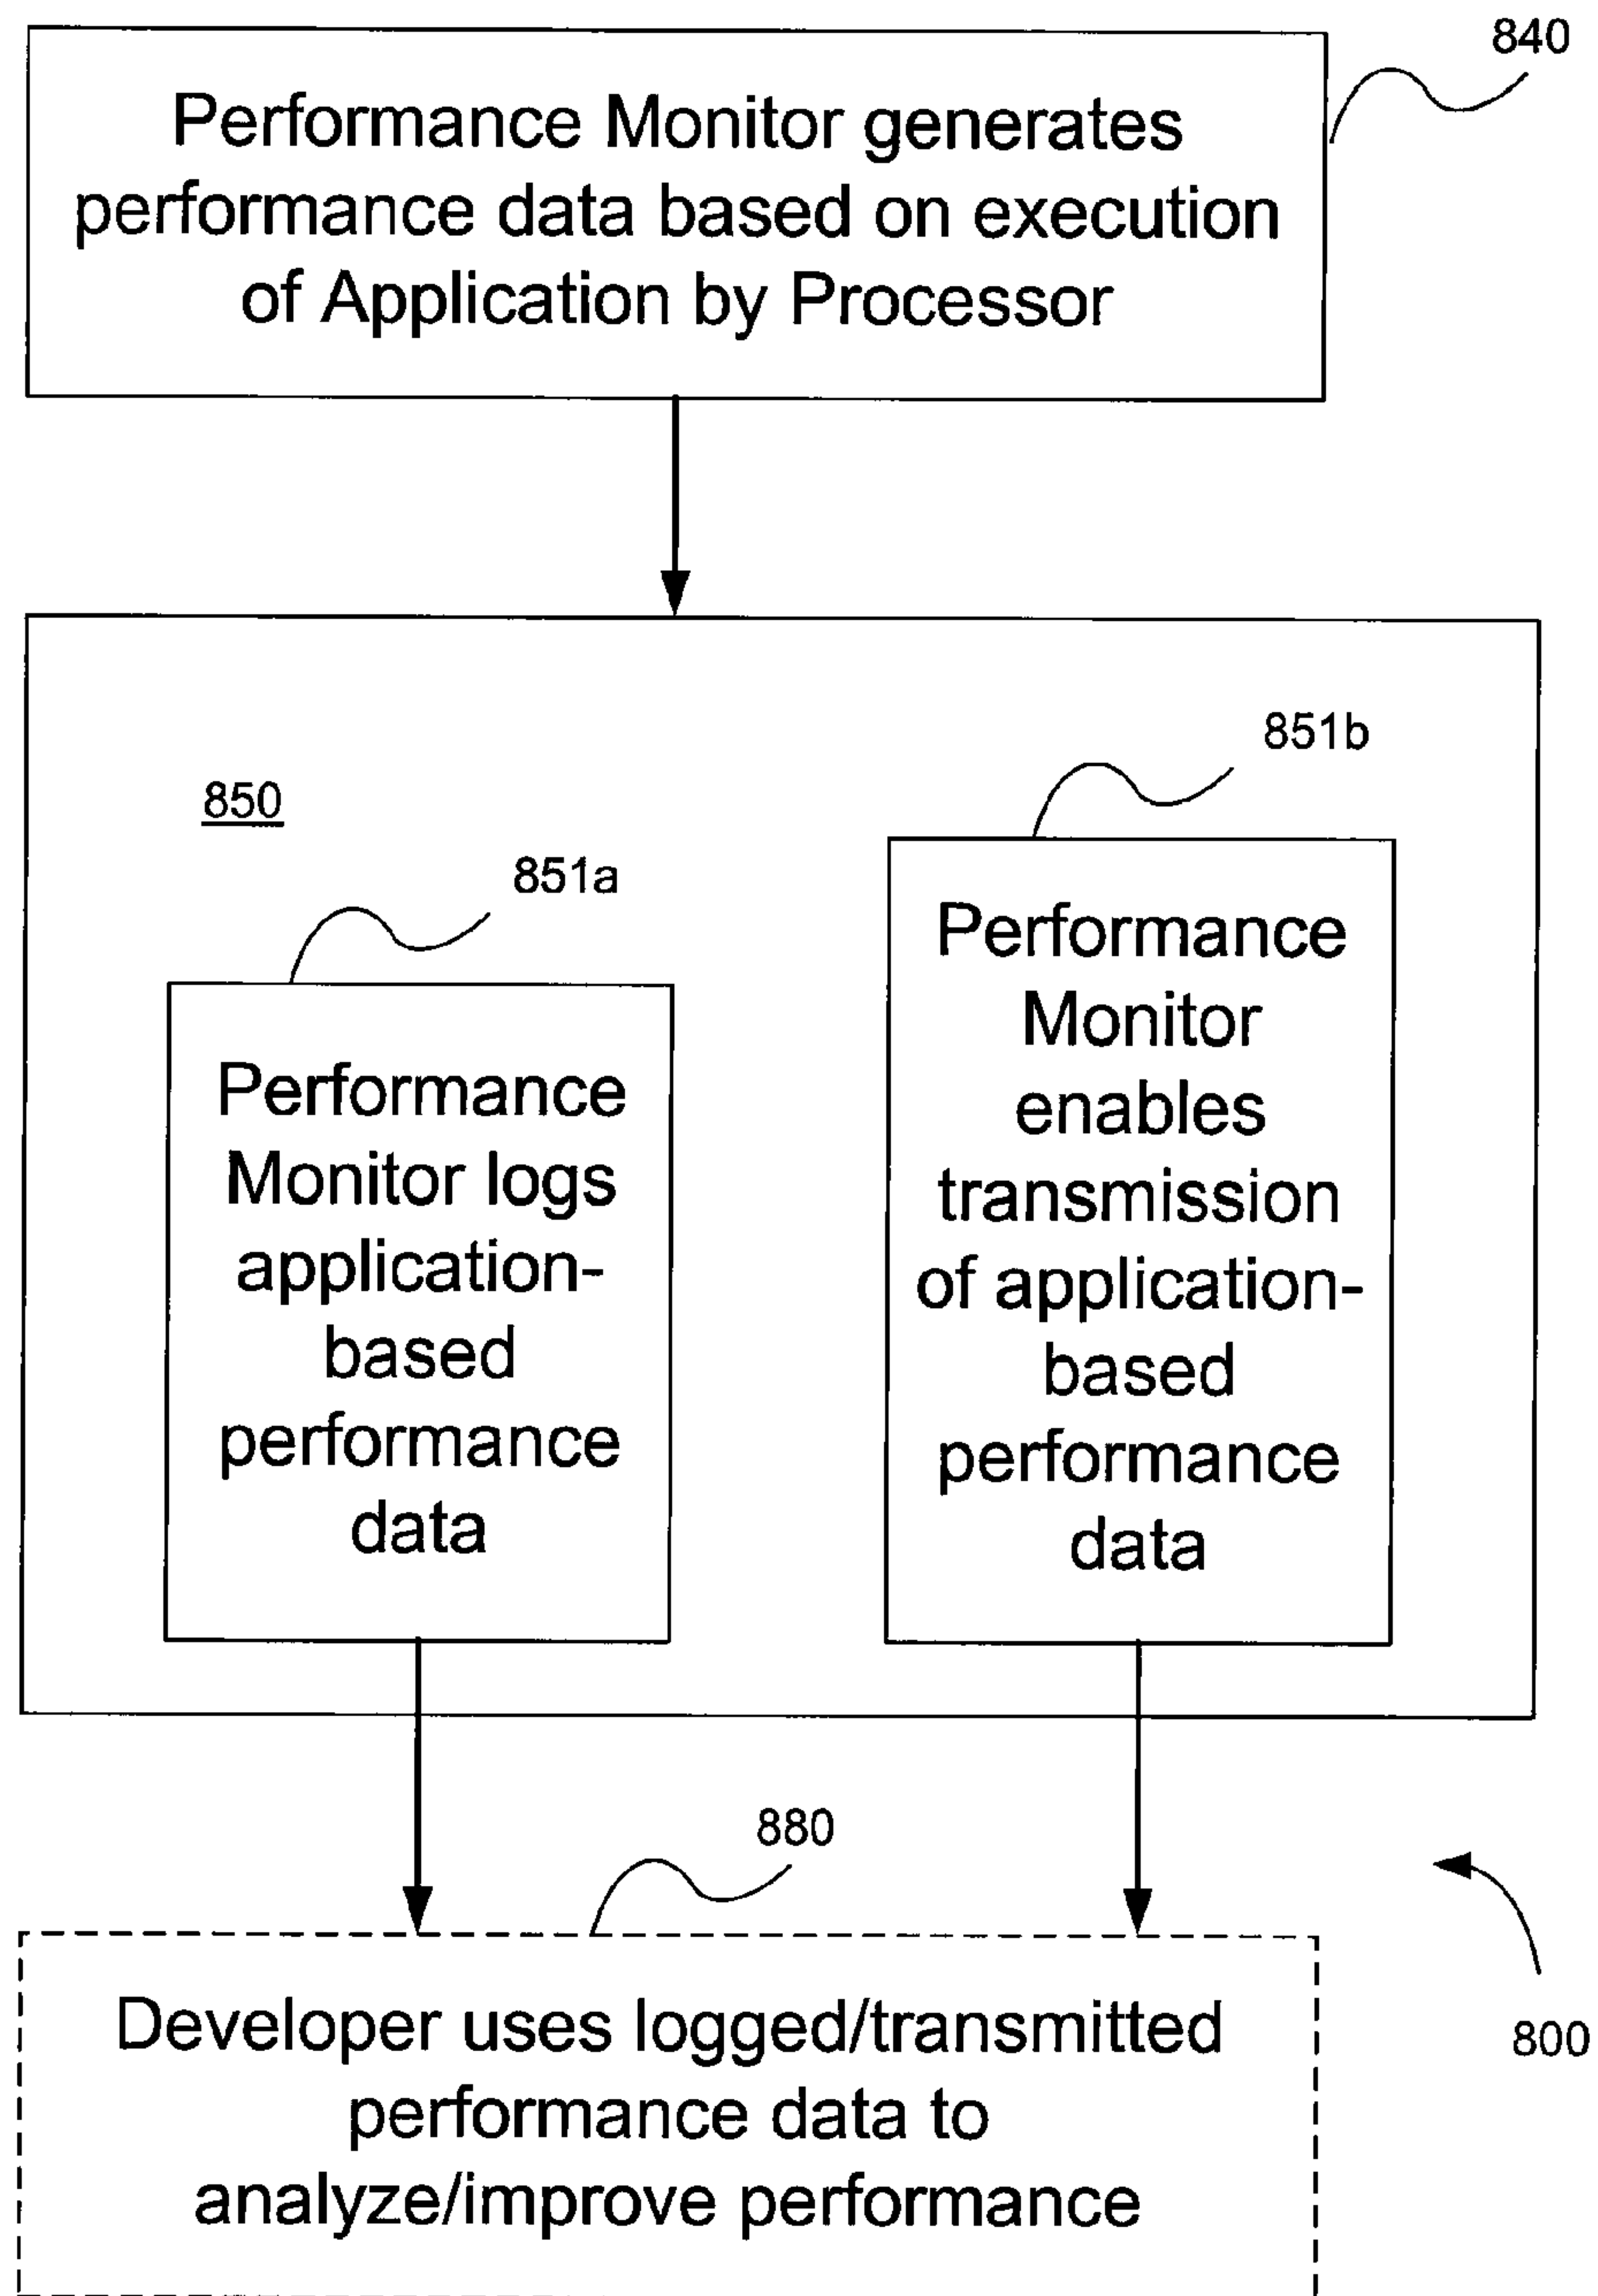 840
Performance Monitor generates
performance data based on execution
of Application by Processor
850
851a
Performance
Monitor logs
application-
based
performance
data
851b
Performance
Monitor
enables
transmission
of application-
based
performance
data
880
Developer uses logged/transmitted
performance data to
analyze/improve performance
800